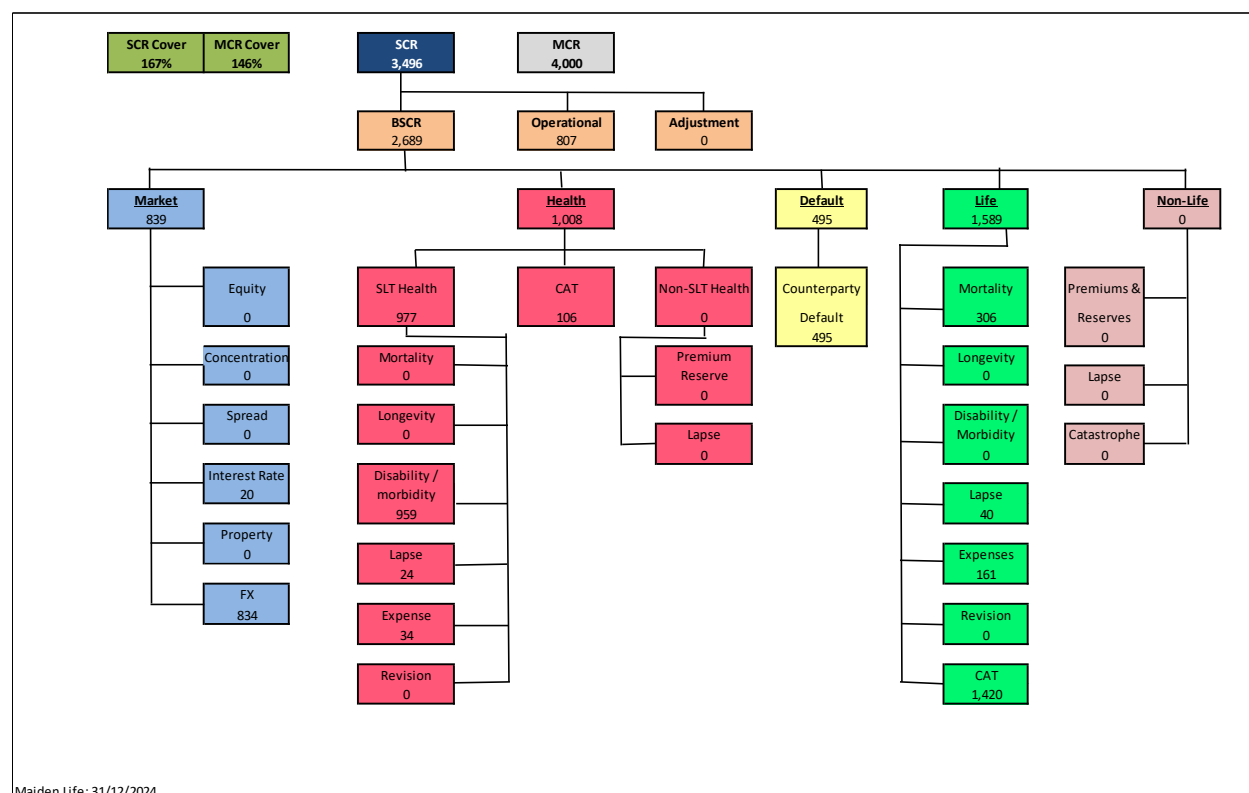 SCR Cover
167%
MCR Cover
146%
SCR
3,496
MCR
4,000
BSCR
2,689
Operational
807
Adjustment
0
Market
839
Health
1,008
Default
495
Life
1,589
Non-Life
0
Equity
0
Concentration
0
Spread
0
Interest Rate
20
Property
0
FX
834
SLT Health
977
CAT
106
Non-SLT Health
0
Mortality
0
Longevity
0
Disability /
morbidity
959
Lapse
24
Expense
34
Revision
0
Premium
Reserve
0
Lapse
0
Counterparty
Default
495
Mortality
306
Longevity
0
Disability /
Morbidity
0
Lapse
40
Expenses
161
Revision
0
CAT
1,420
Premiums &
Reserves
0
Lapse
0
Catastrophe
0
Maiden Life: 31/12/2024